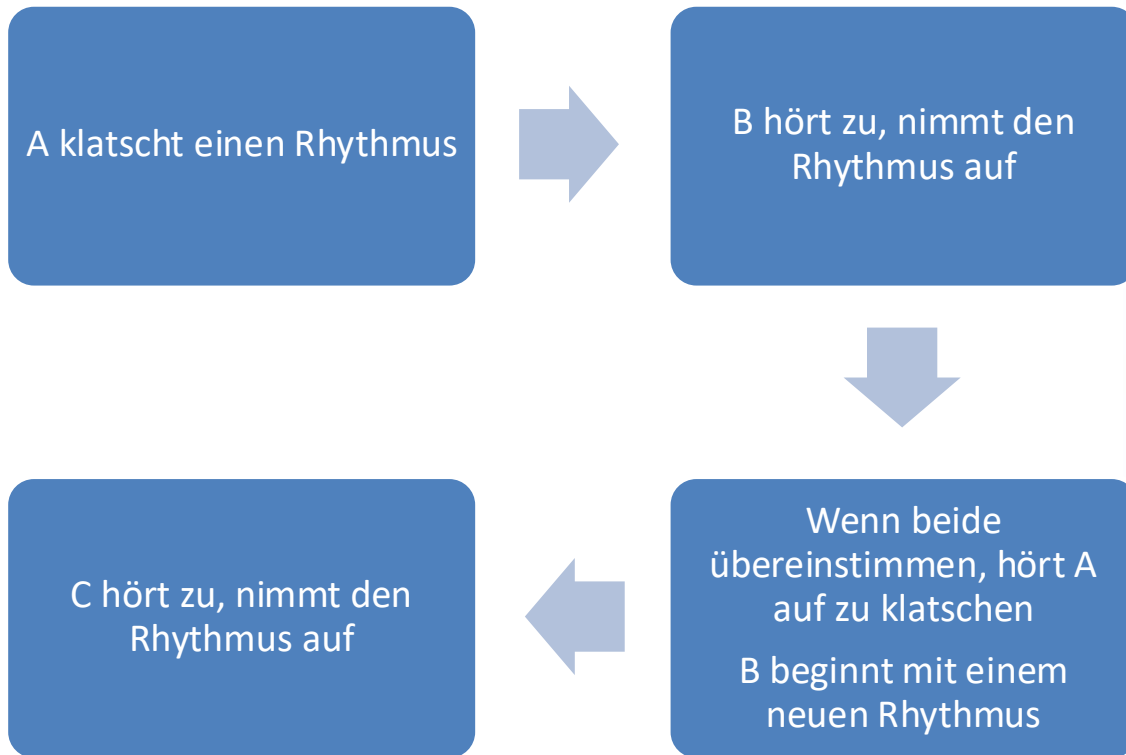 A klatscht einen Rhythmus
B hört zu, nimmt den
Rhythmus auf
Wenn beide
übereinstimmen, hört A
auf zu klatschen
B beginnt mit einem
neuen Rhythmus
C hört zu, nimmt den
Rhythmus auf